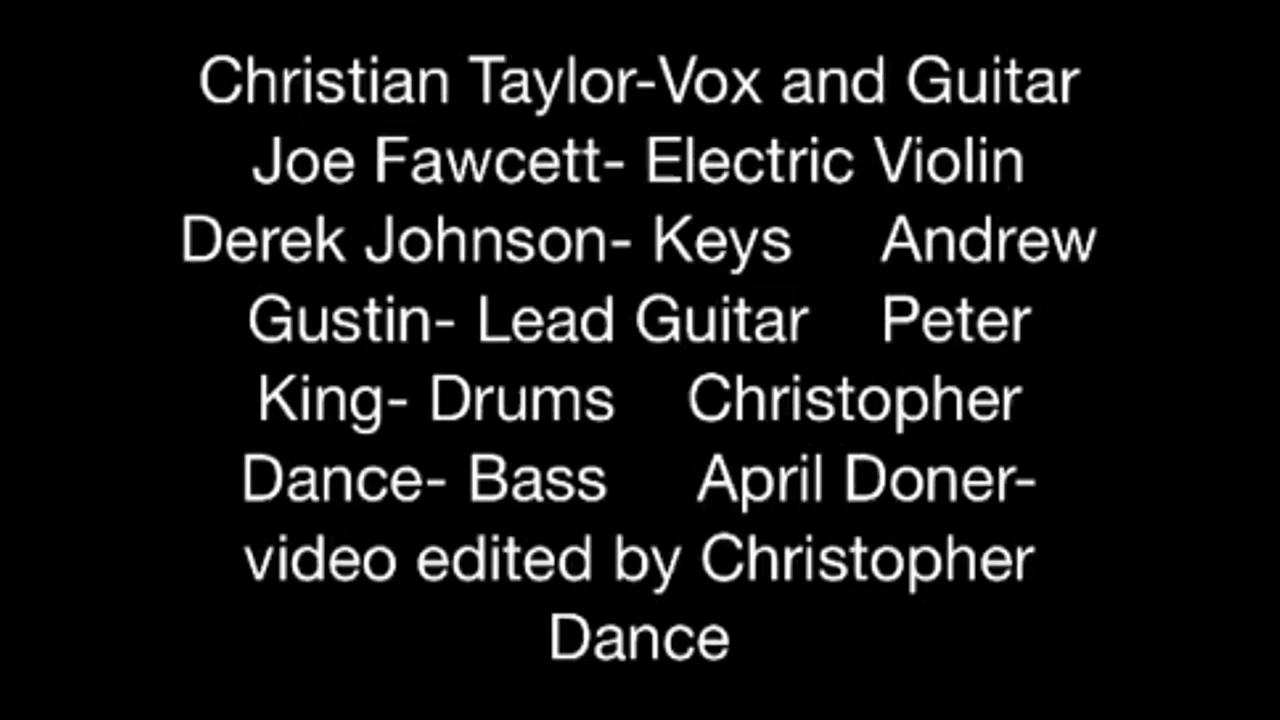 Christian Taylor-Vox and Guitar
Joe Fawcett- Electric Violin
Derek Johnson- Keys Andrew
Gustin- Lead Guitar Peter
King- Drums Christopher
Dance- Bass April Doner-
video edited by Christopher
Dance